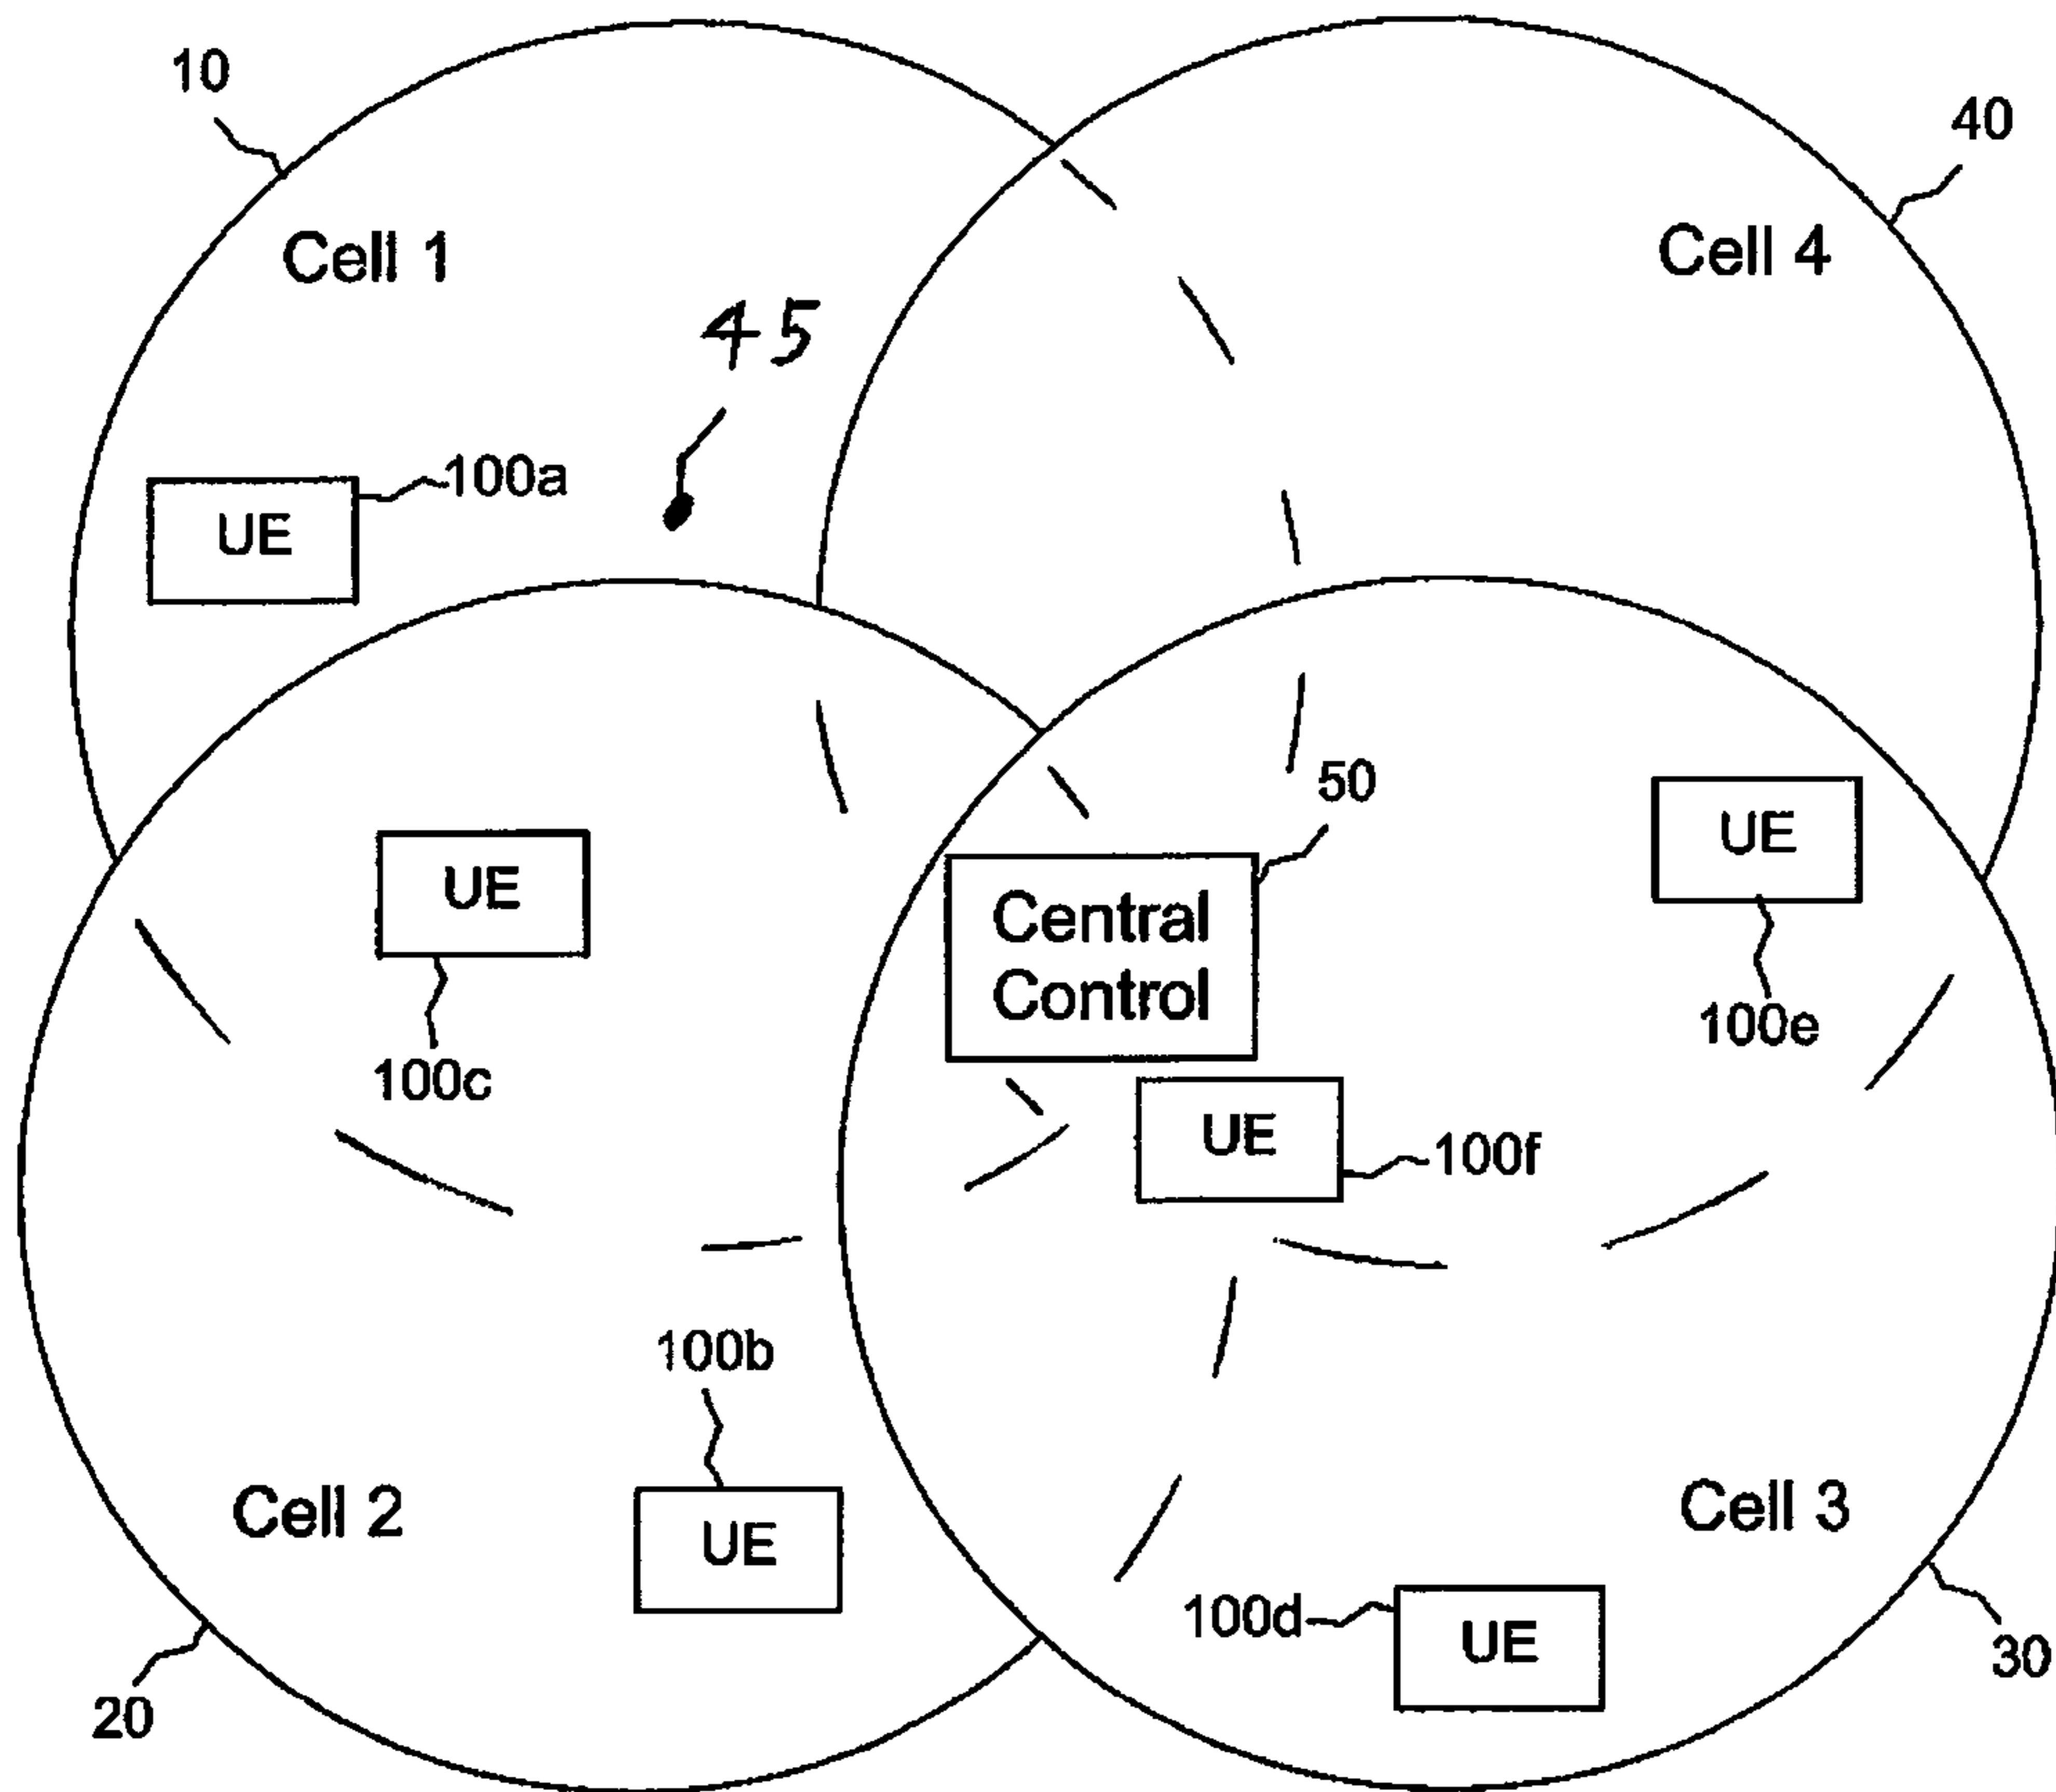 10
40
Cell 1
Cell 4
45
100a
UE
50
UE
UE
Central
Control
100e
100c
UE
100f
100b
Cell 2
Cell 3
UE
100d
UE
30
20